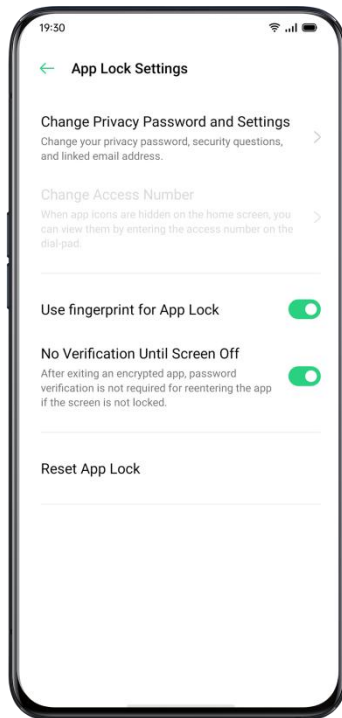 19:30
App Lock Settings
Change Privacy Password and Settings
Change your privacy password, security questions,
and linked email address.
Change Access Number
When app icons are hidden on the home screen, you
can view them by entering the access number on the
dial-pad.
Use fingerprint for App Lock
No Verification Until Screen Off
After exiting an encrypted app, password
verification is not required for reentering the app
if the screen is not locked.
Reset App Lock